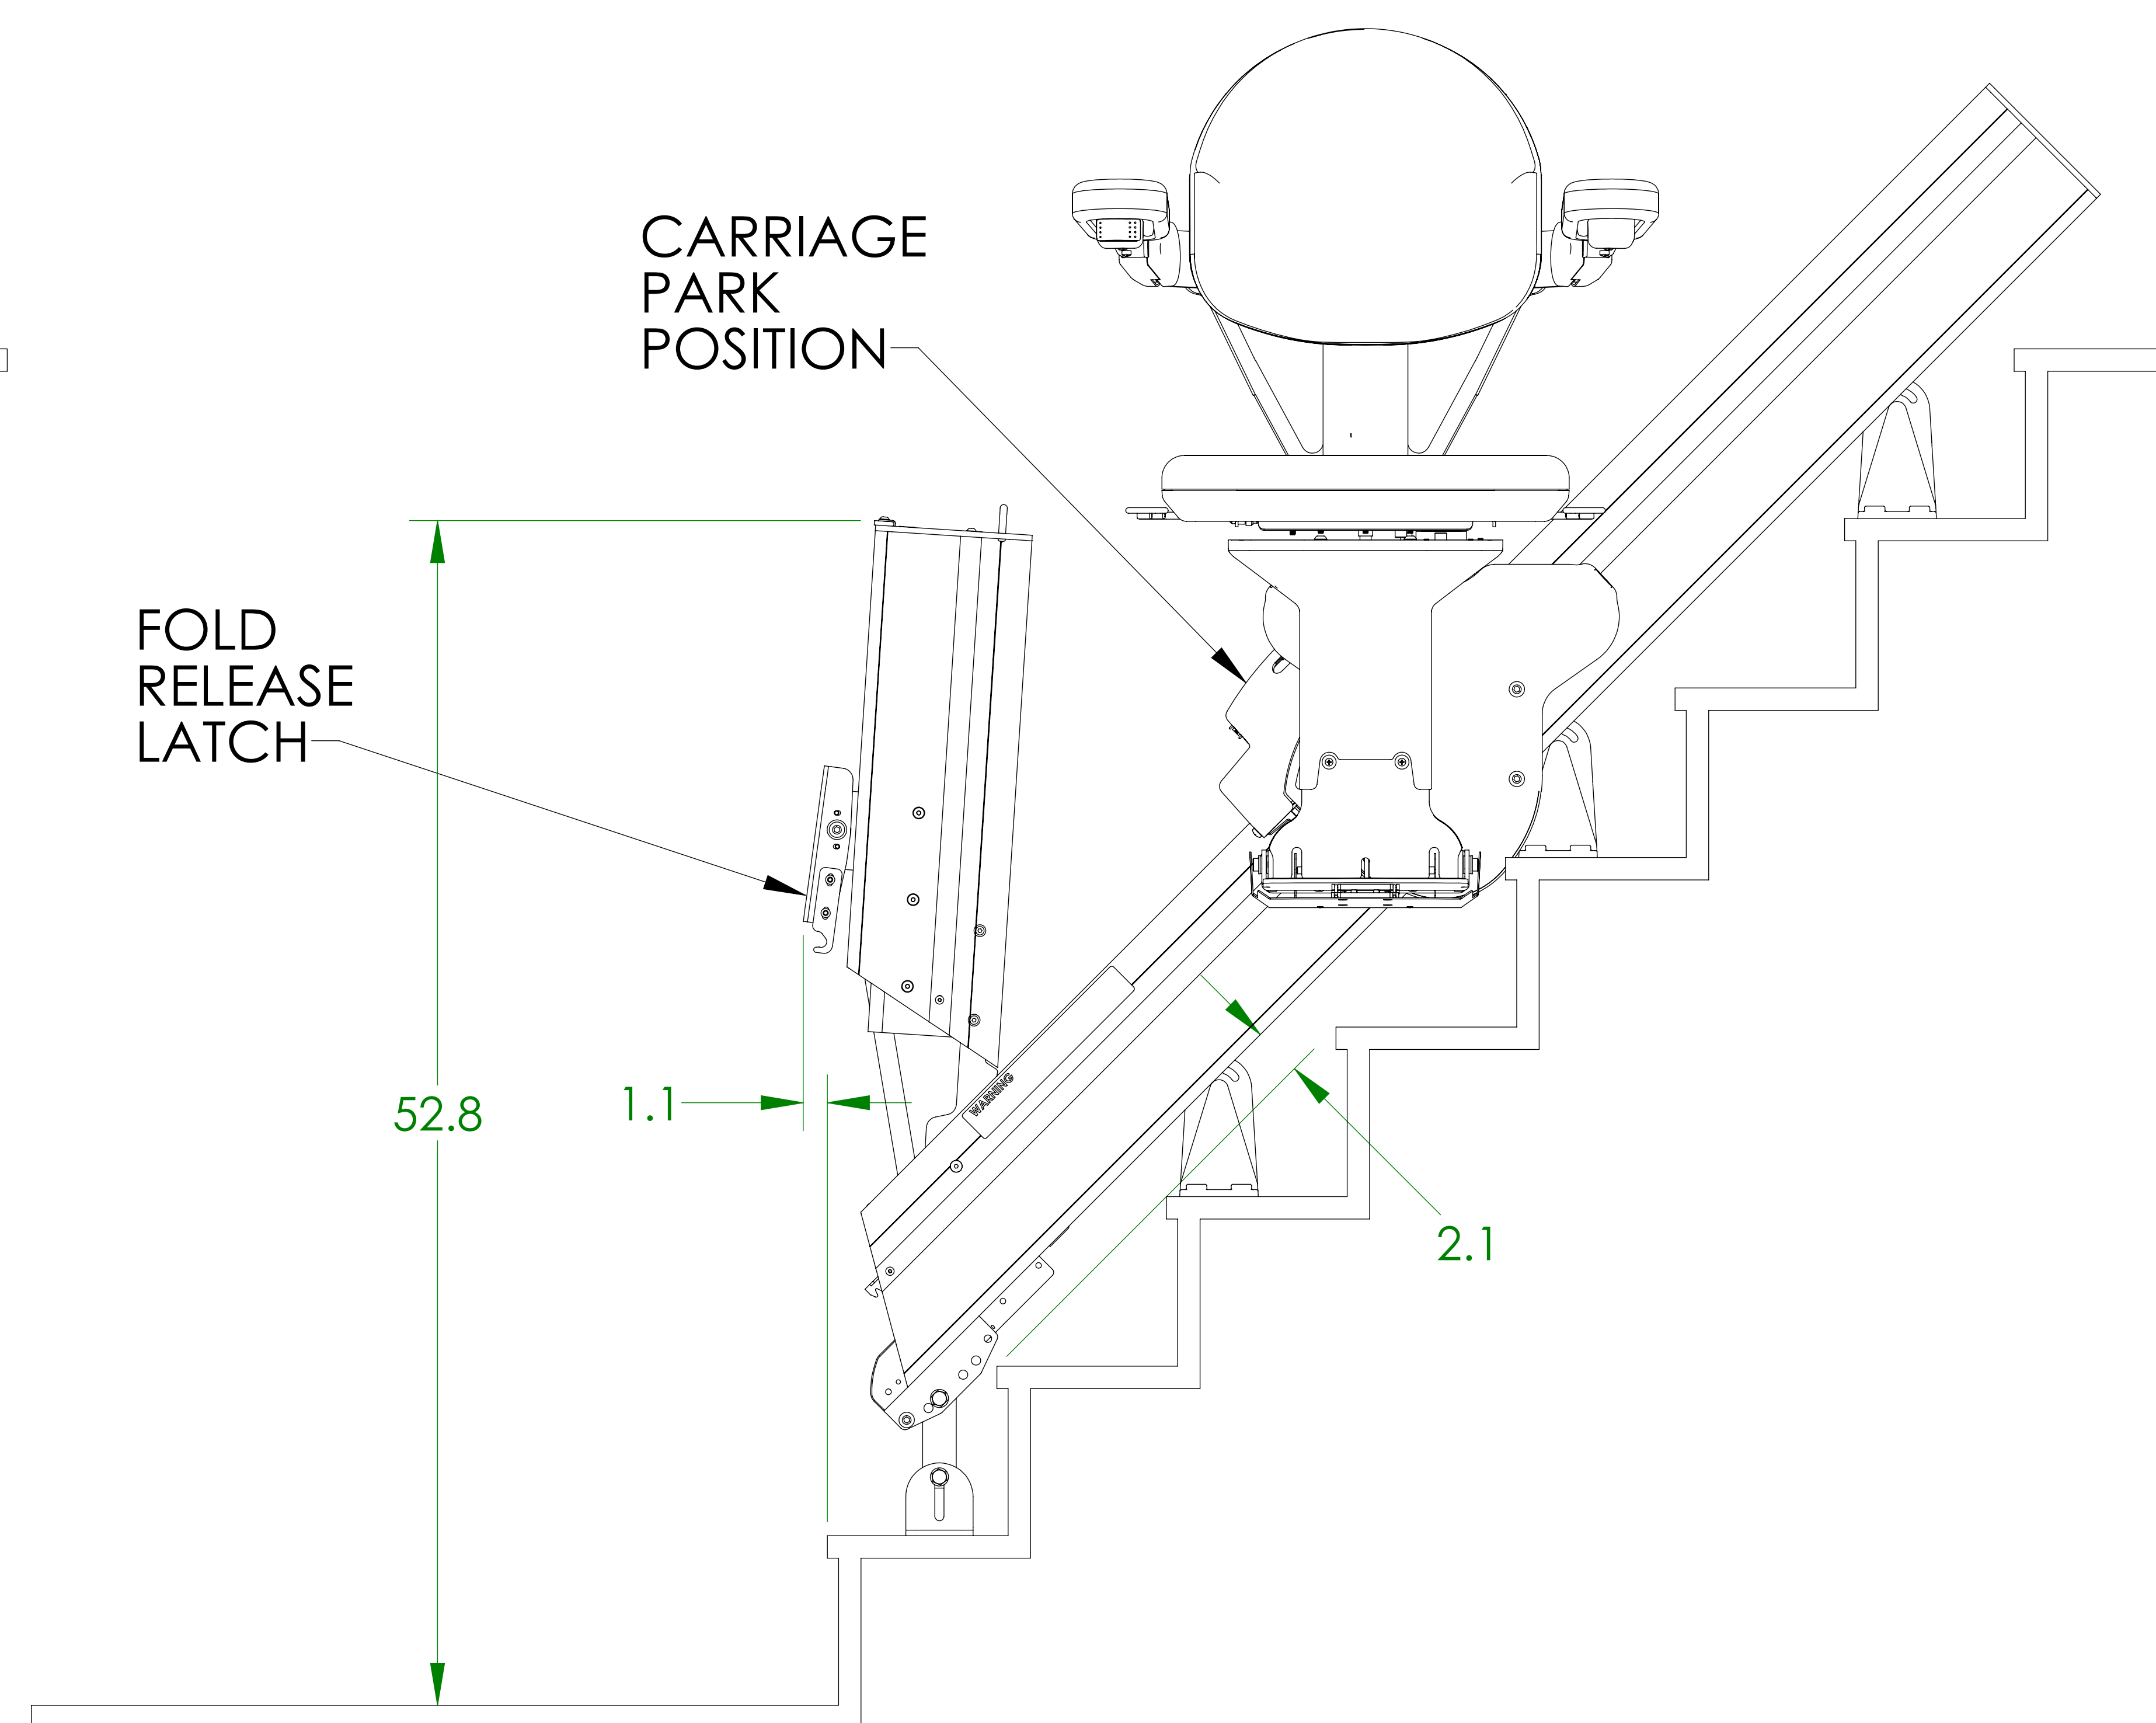 CARRIAGE
PARK
POSITION
FOLD
RELEASE
LATCH
52.8
1.1
WARNING
2.1